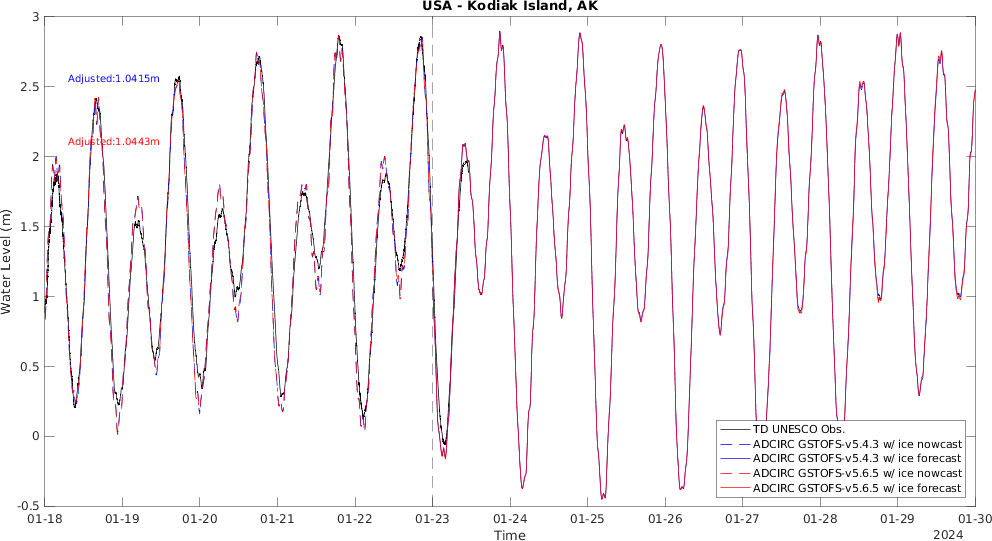 USA - Kodiak Island, AK
Adjusted:1.0415m
Adjusted:1.0443m
Water Level (m)
3
2.5
2
1.5
1
0.5
0
-0.5
TD UNESCO Obs.
ADCIRC GSTOFS-v5.4.3 w/ ice nowcast
ADCIRC GSTOFS-v5.4.3 w/ ice forecast
ADCIRC GSTOFS-v5.6.5 w/ ice nowcast
ADCIRC GSTOFS-v5.6.5 w/ ice forecast
01-18 01-19 01-20 01-21 01-22 01-23 01-24 01-25 01-26 01-27 01-28 01-29 01-30
Time
2024